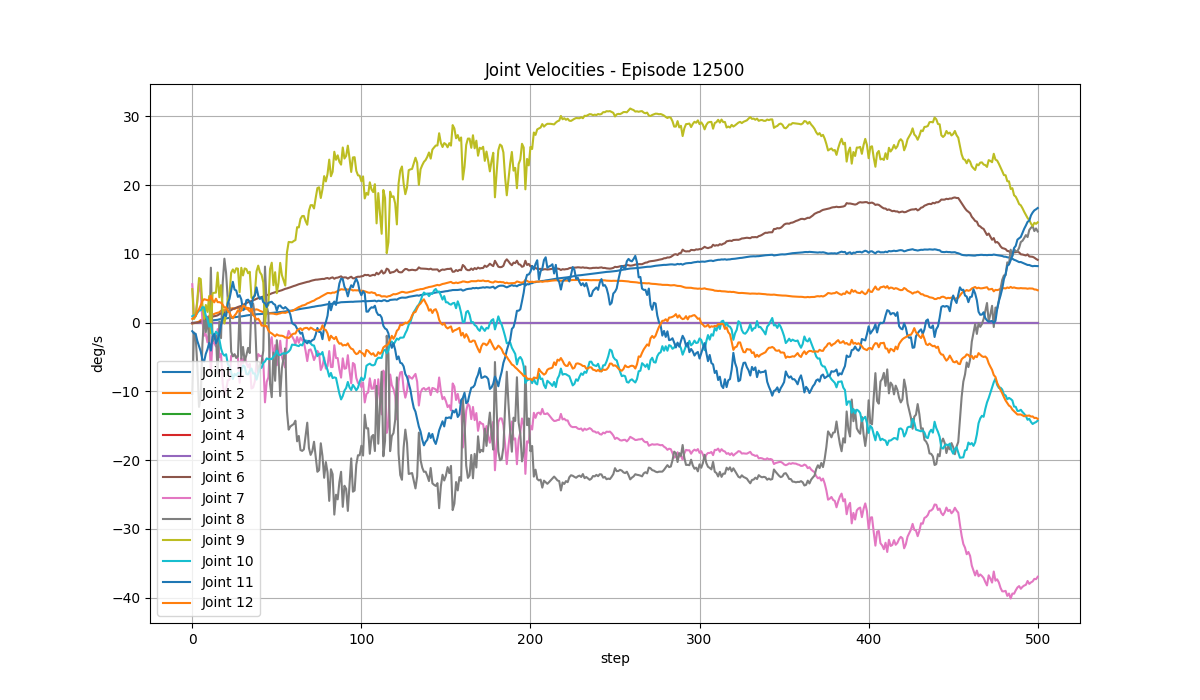 Joint Velocities - Episode 12500
deg/s
30
20
10
0
−10
−20
−30
−40
Joint 1
Joint 2
Joint 3
Joint 4
Joint 5
Joint 6
Joint 7
Joint 8
Joint 9
Joint 10
Joint 11
Joint 12
0 100 200 300 400 500
step